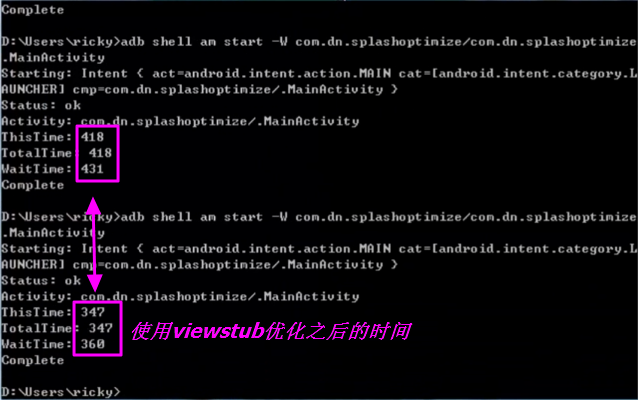 Complete
D:\Users\ricky>adb shell am start -W com.dn.splashoptimize/com.dn.splashoptimize
.MainActivity
Starting: Intent { act=android.intent.action.MAIN cat=[android.intent.category.L
AUNCHER] cmp=com.dn.splashoptimize/.MainActivity }
Status: ok
Activity: com.dn.splashoptimize/.MainActivity
ThisTime: 418
TotalTime: 418
WaitTime: 431
Complete
D:\Users\ricky>adb shell am start -W com.dn.splashoptimize/com.dn.splashoptimize
.MainActivity
Starting: Intent { act=android.intent.action.MAIN cat=[android.intent.category.L
AUNCHER] cmp=com.dn.splashoptimize/.MainActivity }
Status: ok
Activity: com.dn.splashoptimize/.MainActivity
ThisTime: 347
TotalTime: 347
使用viewstub优化之后的时间
WaitTime: 360
Complete
D:\Users\ricky>